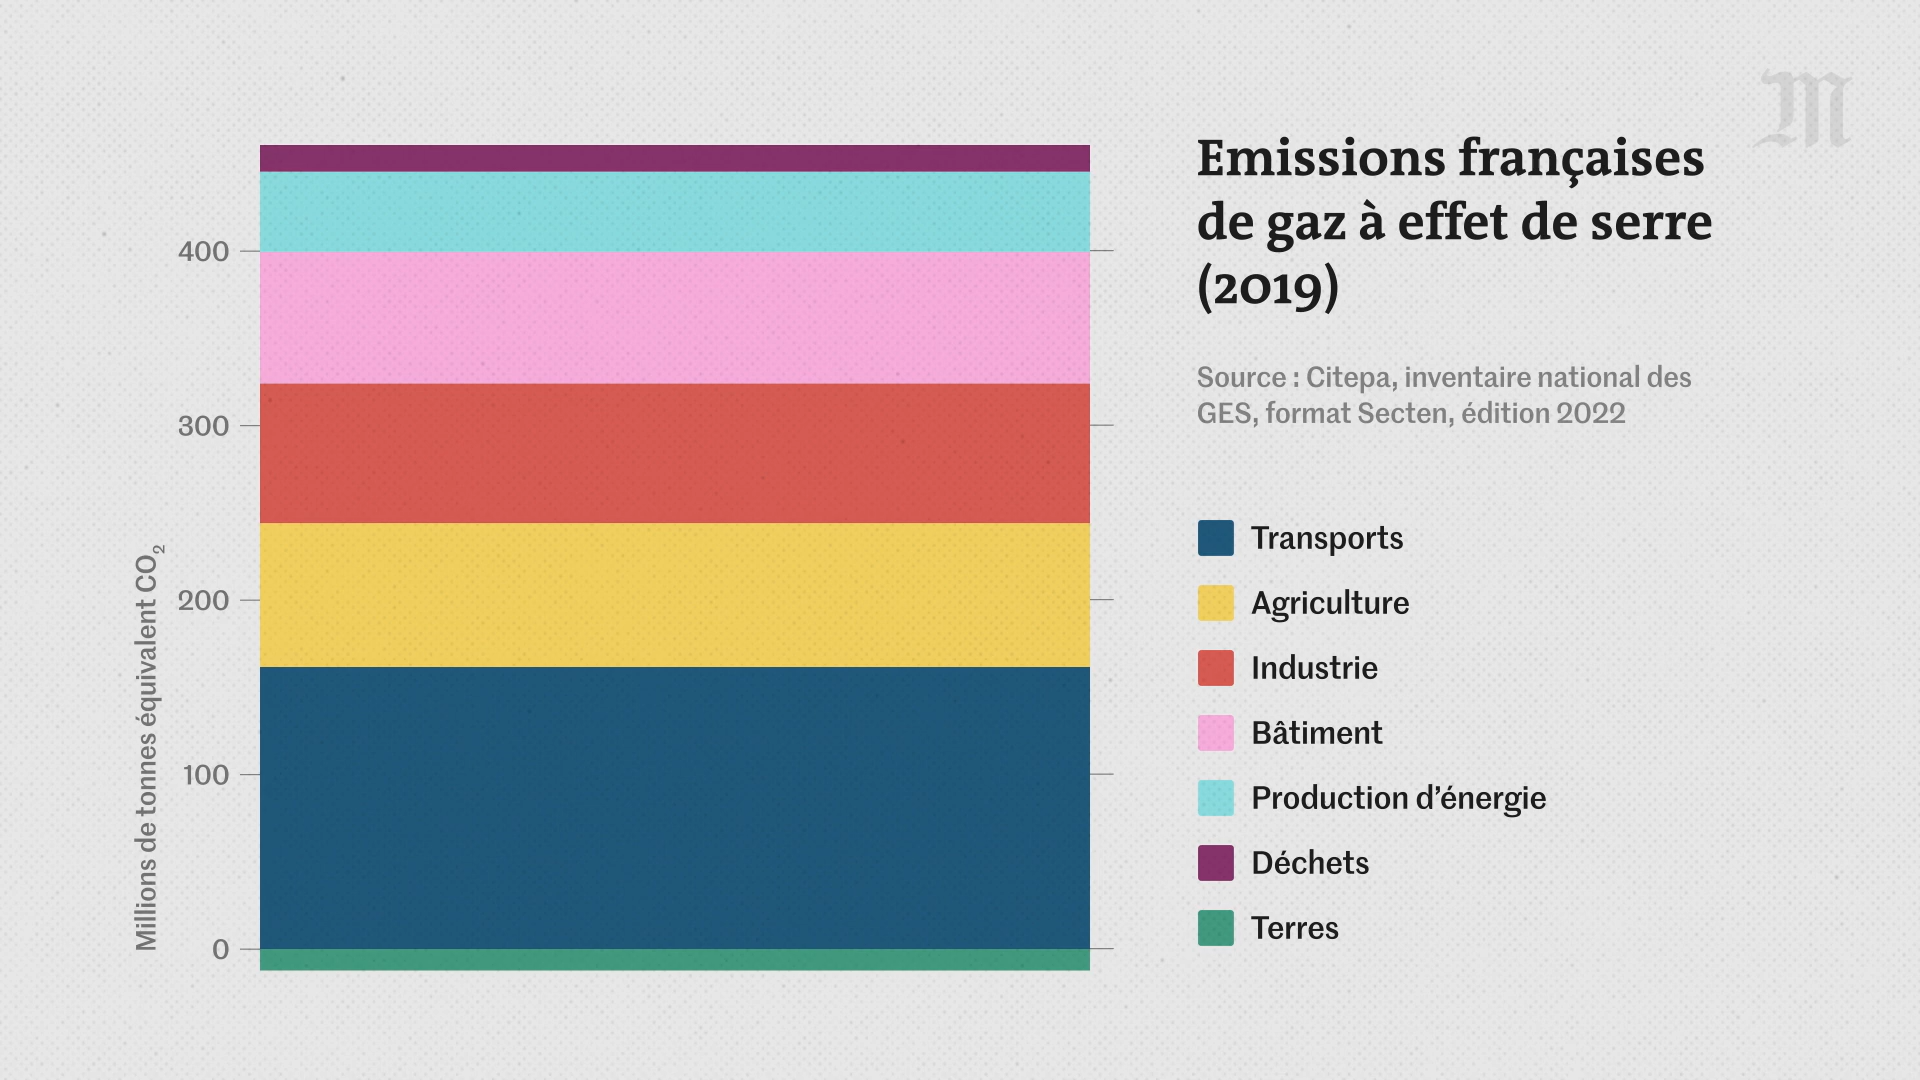 M
Emissions françaises
de gaz à effet de serre
(2019)
Source : Citepa, inventaire national des
GES, format Secten, édition 2022
Transports
Agriculture
Industrie
Bâtiment
Production d’énergie
Déchets
Terres
400
300
200
100
0
Millions de tonnes équivalent CO₂